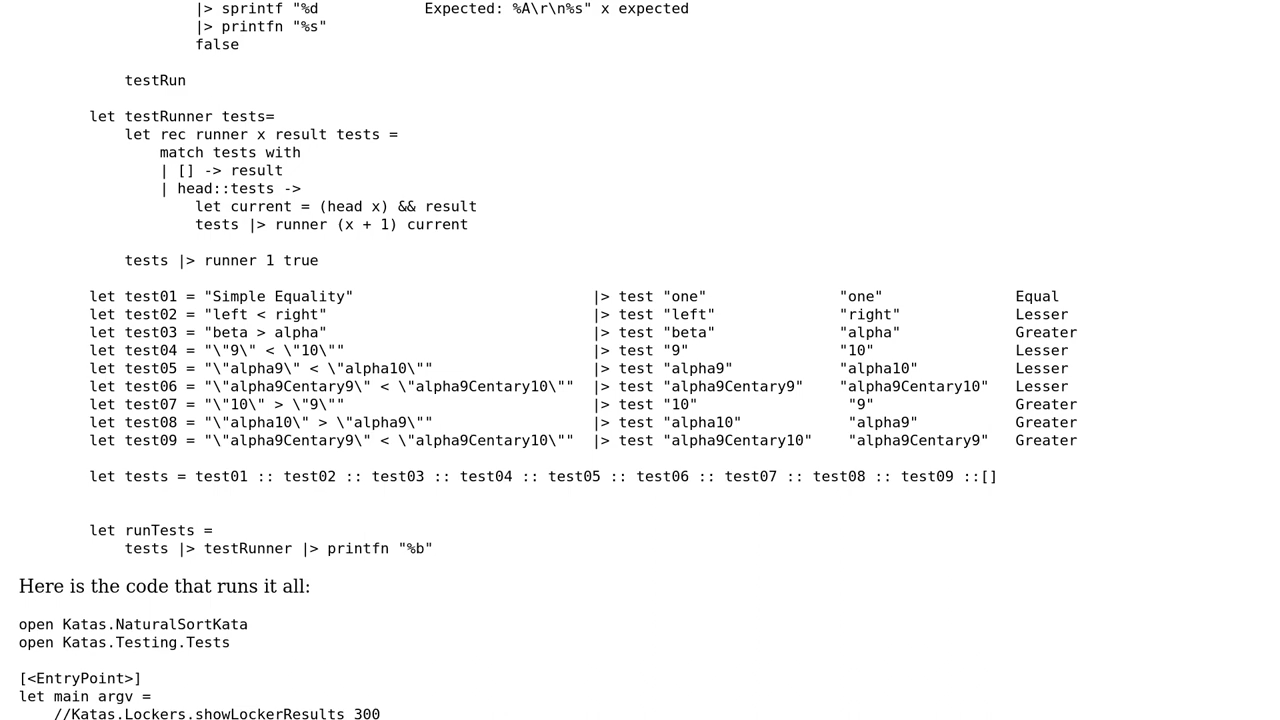 |> sprintf "%d            Expected: %A\r\n%s" x expected
|> printfn "%s"
false
testRun
let testRunner tests=
let rec runner x result tests =
match tests with
| [] -> result
| head::tests ->
let current = (head x) && result
tests |> runner (x + 1) current
tests |> runner 1 true
let test01 = "Simple Equality"                           |> test "one"               "one"               Equal
let test02 = "left < right"                              |> test "left"              "right"             Lesser
let test03 = "beta > alpha"                              |> test "beta"              "alpha"             Greater
let test04 = "\"9\" < \"10\""                            |> test "9"                 "10"                Lesser
let test05 = "\"alpha9\" < \"alpha10\""                  |> test "alpha9"            "alpha10"           Lesser
let test06 = "\"alpha9Centary9\" < \"alpha9Centary10\""  |> test "alpha9Centary9"    "alpha9Centary10"   Lesser
let test07 = "\"10\" > \"9\""                            |> test "10"                 "9"                Greater
let test08 = "\"alpha10\" > \"alpha9\""                  |> test "alpha10"            "alpha9"           Greater
let test09 = "\"alpha9Centary9\" < \"alpha9Centary10\""  |> test "alpha9Centary10"    "alpha9Centary9"   Greater
let tests = test01 :: test02 :: test03 :: test04 :: test05 :: test06 :: test07 :: test08 :: test09 ::[]
let runTests =
tests |> testRunner |> printfn "%b"
Here is the code that runs it all:
open Katas.NaturalSortKata
open Katas.Testing.Tests
[<EntryPoint>]
let main argv =
//Katas.Lockers.showLockerResults 300